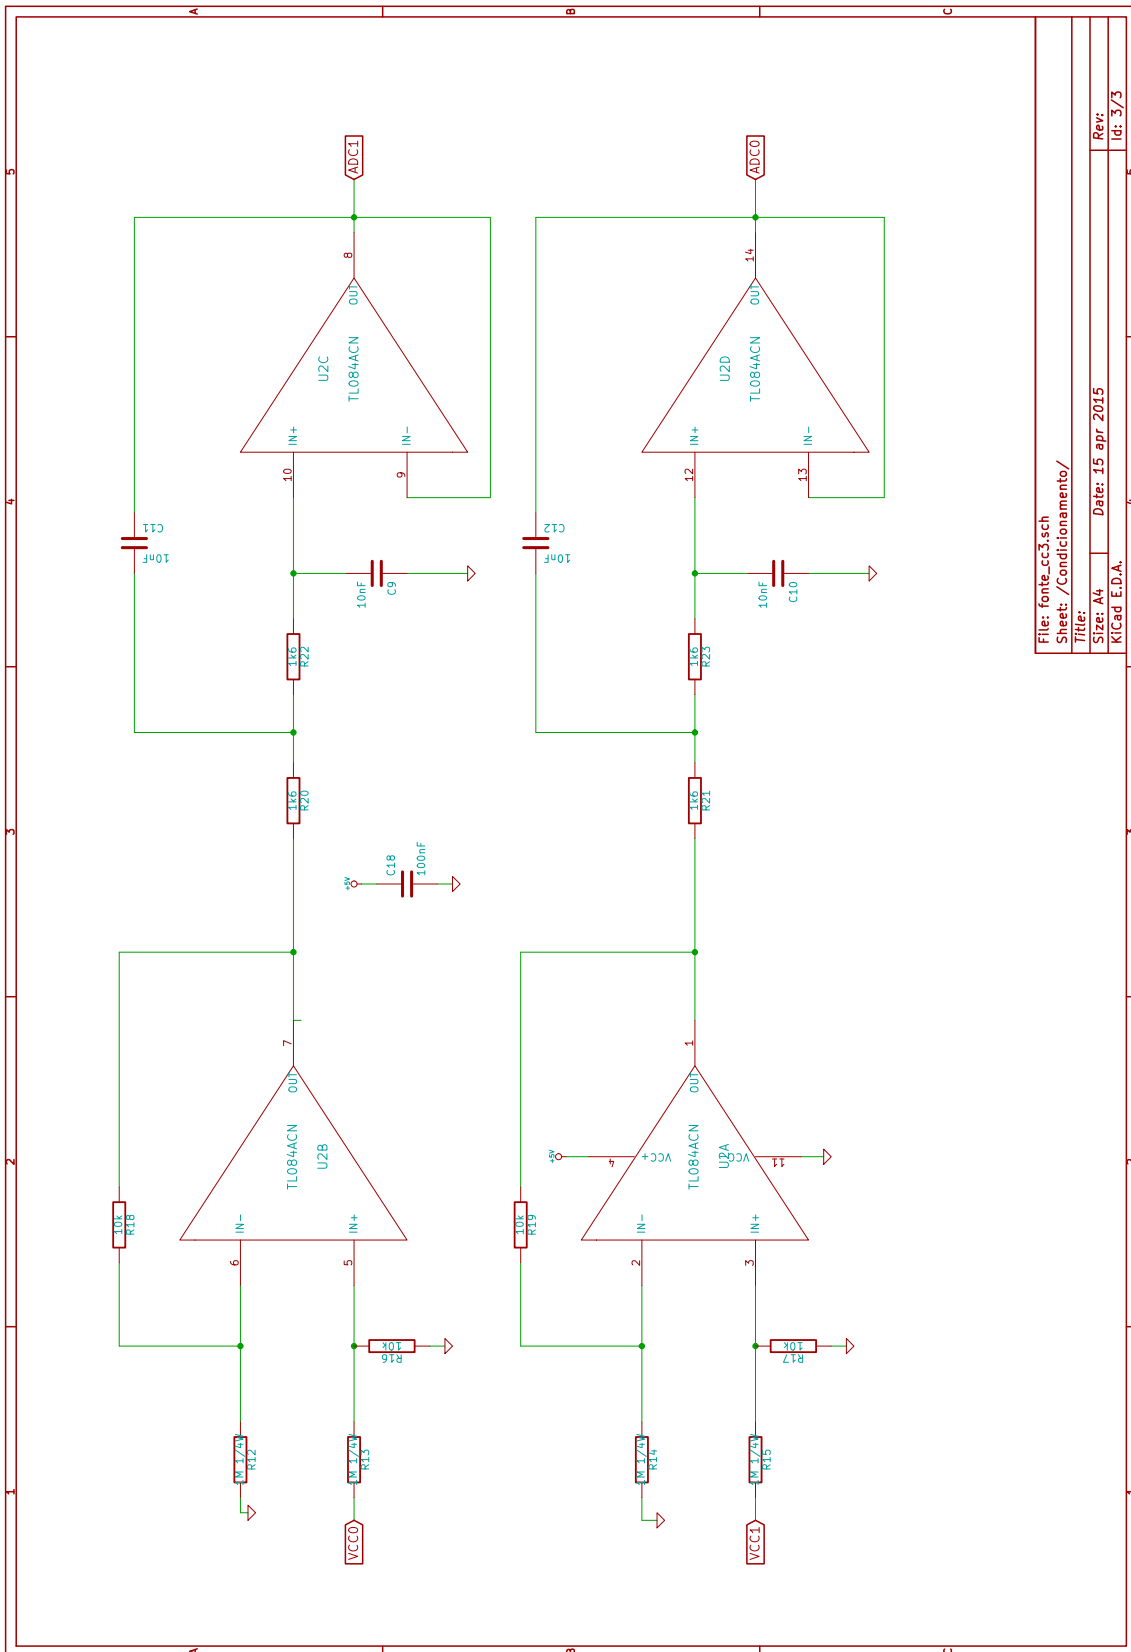 A
B
C
1
2
3
4
5
ADC1
8
OUT
U2C
TL084ACN
IN+
IN-
10
9
C11
10nF
10nF
C9
1k6
R22
1k6
R20
+5V
C18
100nF
7
OUT
TL084ACN
U2B
IN-
IN+
6
5
10k
R18
10k
R16
1M 1/4W
R12
1M 1/4W
R13
VCC0
ADC0
14
OUT
U2D
TL084ACN
IN+
IN-
12
13
C12
10nF
10nF
C10
1k6
R23
1k6
R21
1
OUT
+5V
4
VCC+
TL084ACN
U2A
VCC-
11
IN-
IN+
2
3
10k
R19
10k
R17
1M 1/4W
R14
1M 1/4W
R15
VCC1
File: fonte_cc3.sch
Sheet: /Condicionamento/
Title:
Size: A4
Date: 15 apr 2015
Rev:
KiCad E.D.A.
Id: 3/3
A
B
C
1
2
3
4
5